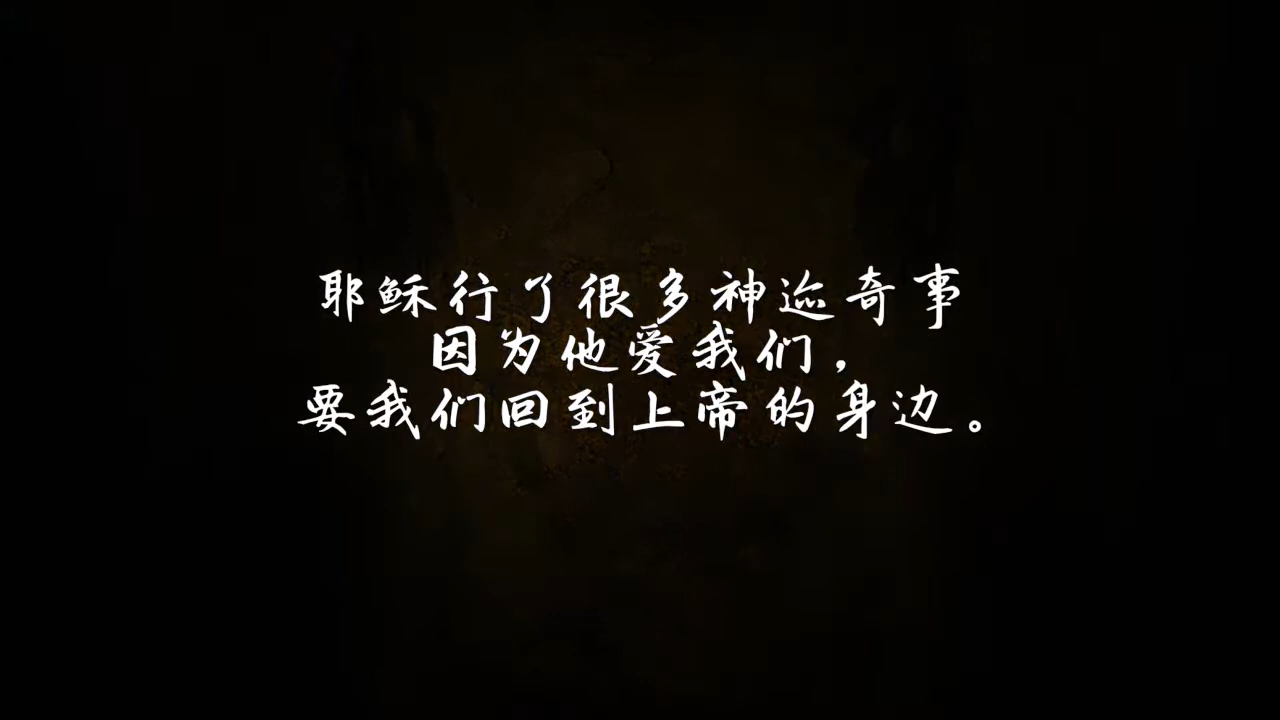 耶稣行了很多神迹奇事
因为他爱我们，
要我们回到上帝的身边。